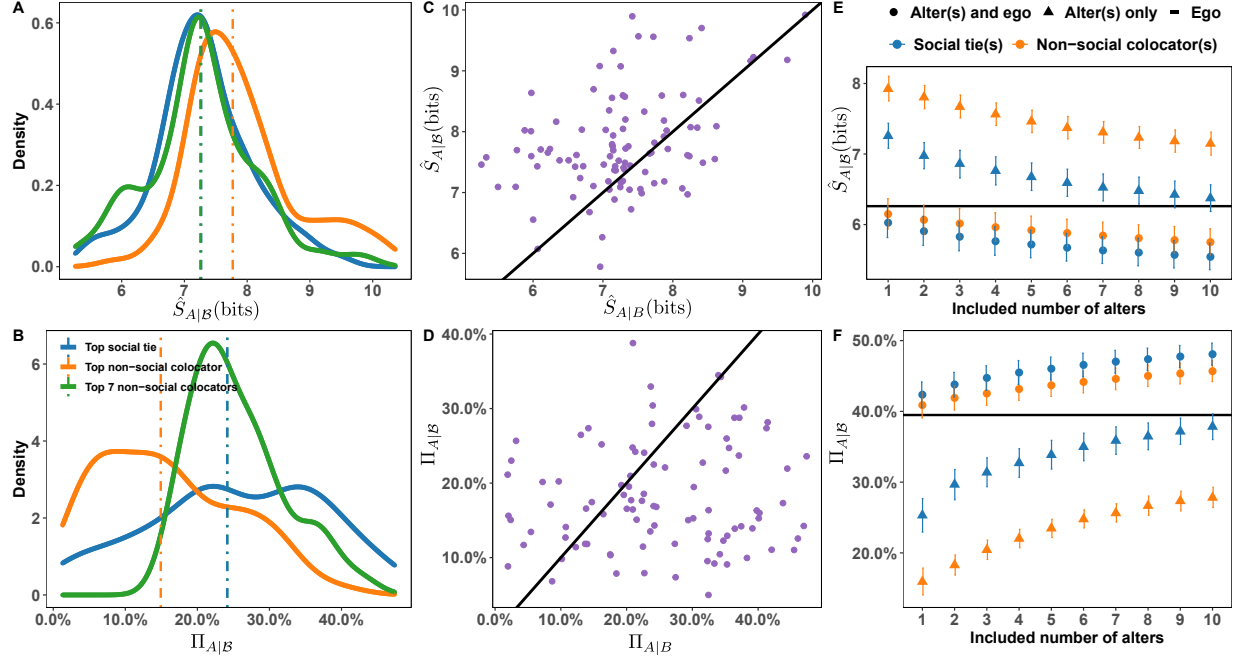 A
Density
0.6
0.4
0.2
0.0
6
7
8
9
10
Ŝ_{A|𝓑}(bits)
C
Ŝ_{A|𝓑}(bits)
10
9
8
7
6
6
7
8
9
10
Ŝ_{A|B}(bits)
E
Alter(s) and ego
Alter(s) only
Ego
Social tie(s)
Non−social colocator(s)
Ŝ_{A|𝓑}(bits)
8
7
6
1 2 3 4 5 6 7 8 9 10
Included number of alters
B
Density
6
4
2
0
Top social tie
Top non−social colocator
Top 7 non−social colocators
0.0%
10.0%
20.0%
30.0%
40.0%
Π_{A|𝓑}
D
Π_{A|𝓑}
40.0%
30.0%
20.0%
10.0%
0.0%
10.0%
20.0%
30.0%
40.0%
Π_{A|B}
F
Π_{A|𝓑}
50.0%
40.0%
30.0%
20.0%
1 2 3 4 5 6 7 8 9 10
Included number of alters